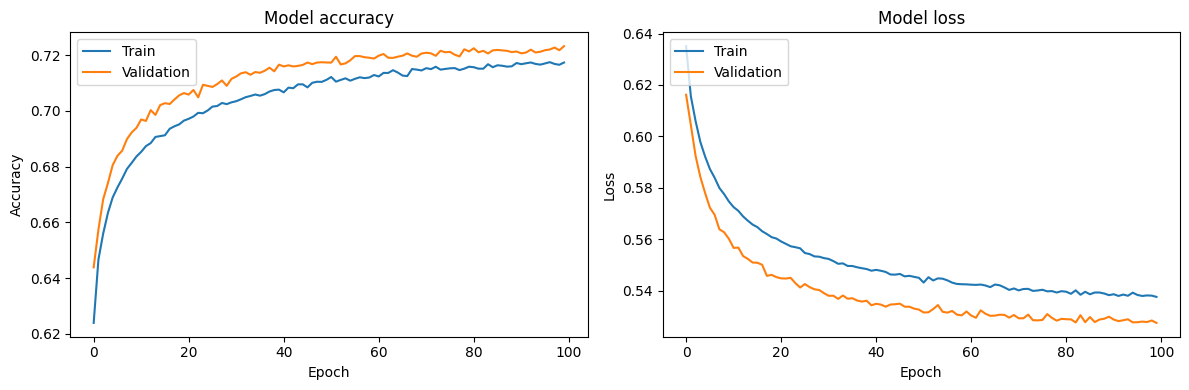 Model accuracy
Train
Validation
0.72
0.70
0.68
0.66
0.64
0.62
Accuracy
0 20 40 60 80 100
Epoch
Model loss
Train
Validation
0.64
0.62
0.60
0.58
0.56
0.54
Loss
0 20 40 60 80 100
Epoch